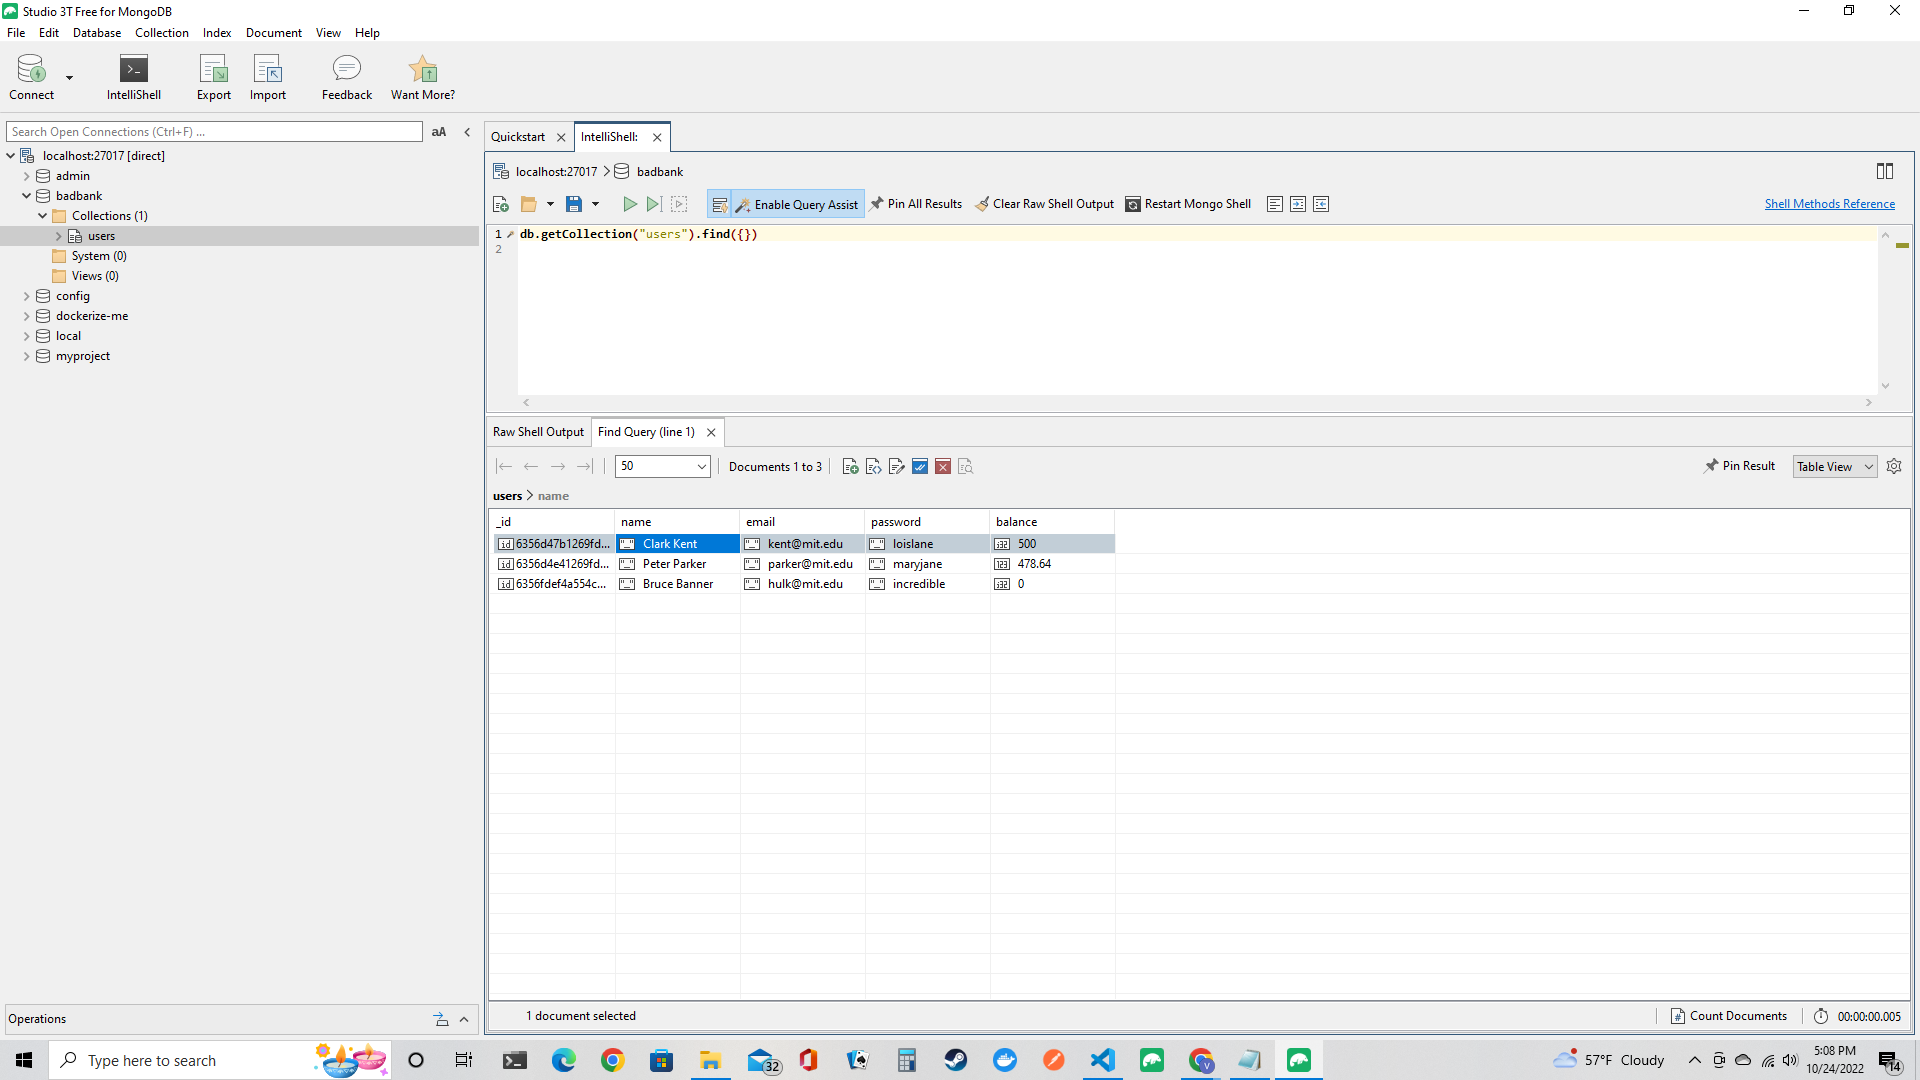 Studio 3T Free for MongoDB
File Edit Database Collection Index Document View Help
Connect IntelliShell Export Import Feedback Want More?
Search Open Connections (Ctrl+F) ... aA
localhost:27017 [direct]
admin
badbank
Collections (1)
users
System (0)
Views (0)
config
dockerize-me
local
myproject
Operations
Quickstart IntelliShell:
localhost:27017 badbank
Enable Query Assist Pin All Results Clear Raw Shell Output Restart Mongo Shell Shell Methods Reference
1 db.getCollection("users").find({})
2
Raw Shell Output Find Query (line 1)
50 Documents 1 to 3 Pin Result Table View
users > name
_id name email password balance
id 6356d47b1269fd... "_" Clark Kent "_" kent@mit.edu "_" loislane i32 500
id 6356d4e41269fd... "_" Peter Parker "_" parker@mit.edu "_" maryjane 123 478.64
id 6356fdef4a554c... "_" Bruce Banner "_" hulk@mit.edu "_" incredible i32 0
1 document selected # Count Documents 00:00:00.005
Type here to search 32 V 57°F Cloudy 5:08 PM
10/24/2022 14